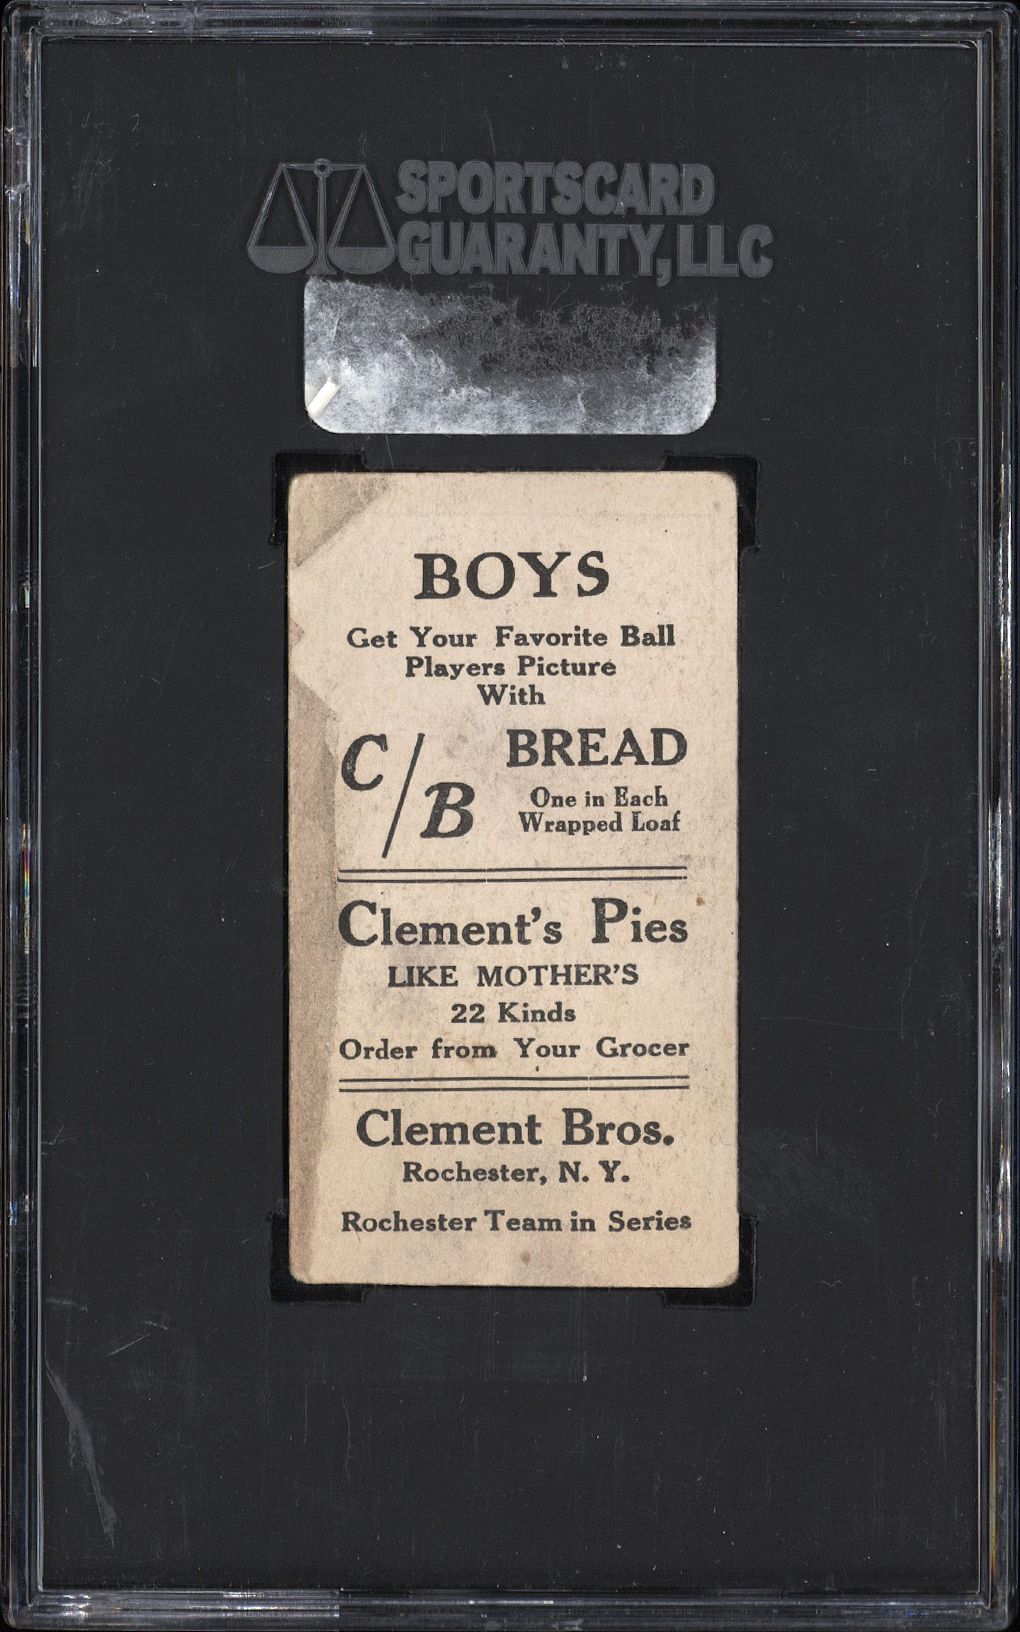 SPORTSCARD
GUARANTY, LLC
BOYS
Get Your Favorite Ball
Players Picture
With
C/B BREAD
One in Each
Wrapped Loaf
Clement's Pies
LIKE MOTHER'S
22 Kinds
Order from Your Grocer
Clement Bros.
Rochester, N. Y.
Rochester Team in Series